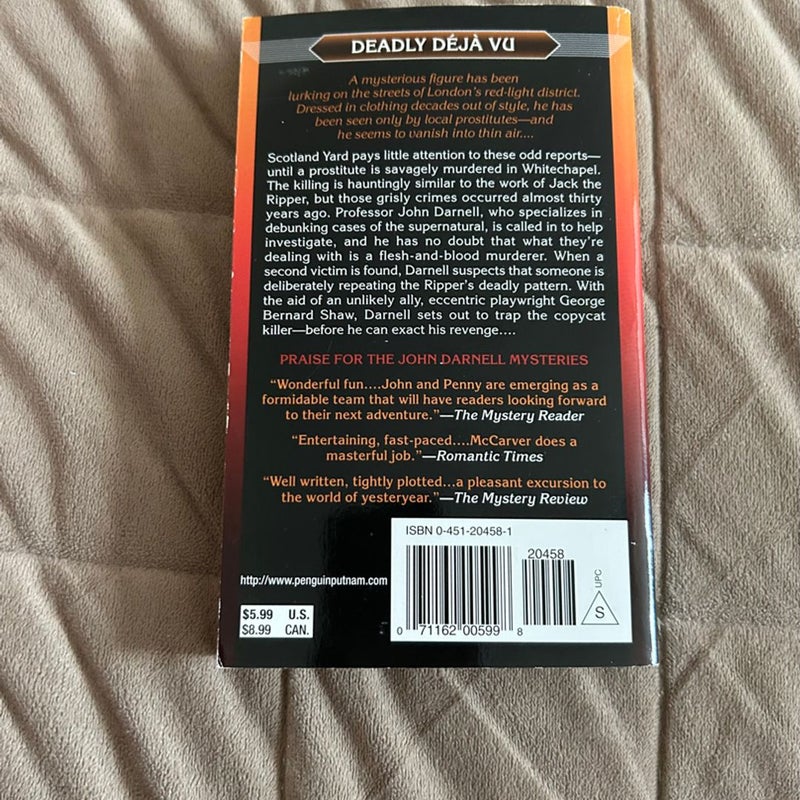 DEADLY DÉJÀ VU
A mysterious figure has been
lurking on the streets of London's red-light district.
Dressed in clothing decades out of style, he has
been seen only by local prostitutes—and
he seems to vanish into thin air....
Scotland Yard pays little attention to these odd reports—
until a prostitute is savagely murdered in Whitechapel.
The killing is hauntingly similar to the work of Jack the
Ripper, but those grisly crimes occurred almost thirty
years ago. Professor John Darnell, who specializes in
debunking cases of the supernatural, is called in to help
investigate, and he has no doubt that what they're
dealing with is a flesh-and-blood murderer. When a
second victim is found, Darnell suspects that someone is
deliberately repeating the Ripper's deadly pattern. With
the aid of an unlikely ally, eccentric playwright George
Bernard Shaw, Darnell sets out to trap the copycat
killer—before he can exact his revenge....
PRAISE FOR THE JOHN DARNELL MYSTERIES
“Wonderful fun....John and Penny are emerging as a
formidable team that will have readers looking forward
to their next adventure.”—The Mystery Reader
“Entertaining, fast-paced....McCarver does a
masterful job.”—Romantic Times
“Well written, tightly plotted...a pleasant excursion to
the world of yesteryear.”—The Mystery Review
ISBN 0-451-20458-1
20458
UPC
S
http://www.penguinputnam.com
$5.99 U.S.
$8.99 CAN.
0 71162 00599 8